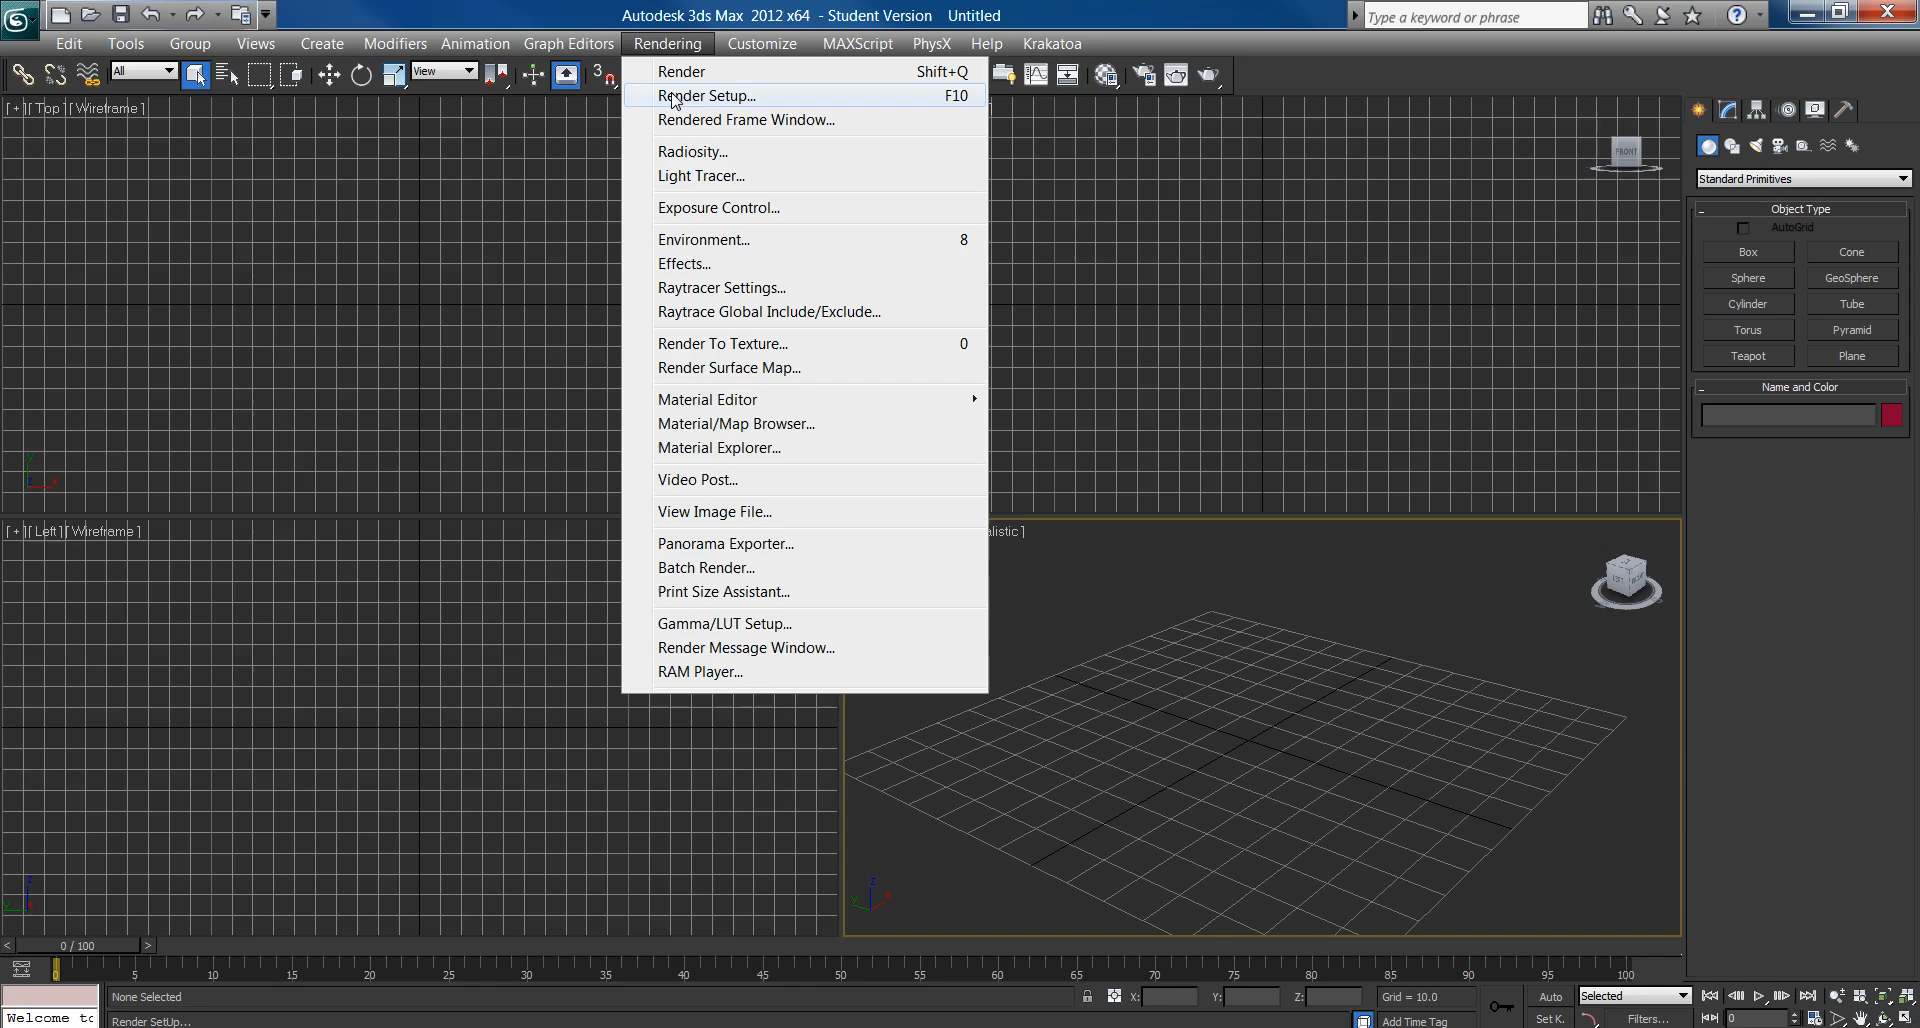 Autodesk 3ds Max 2012 x64 - Student Version Untitled
Type a keyword or phrase
Edit Tools Group Views Create Modifiers Animation Graph Editors Rendering Customize MAXScript PhysX Help Krakatoa
All
View
3
Render Shift+Q
Render Setup... F10
Rendered Frame Window...
Radiosity...
Light Tracer...
Exposure Control...
Environment... 8
Effects...
Raytracer Settings...
Raytrace Global Include/Exclude...
Render To Texture... 0
Render Surface Map...
Material Editor
Material/Map Browser...
Material Explorer...
Video Post...
View Image File...
Panorama Exporter...
Batch Render...
Print Size Assistant...
Gamma/LUT Setup...
Render Message Window...
RAM Player...
[ + ][ Top ][ Wireframe ]
FRONT
[ + ][ Left ][ Wireframe ]
alistic ]
Standard Primitives
- Object Type
AutoGrid
Box Cone
Sphere GeoSphere
Cylinder Tube
Torus Pyramid
Teapot Plane
- Name and Color
y
z x
z
y x
z
y x
< 0 / 100 >
0 5 10 15 20 25 30 35 40 45 50 55 60 65 70 75 80 85 90 95 100
None Selected X: Y: Z: Grid = 10.0 Auto Selected
Welcome to Render SetUp... Add Time Tag Set K. Filters... 0